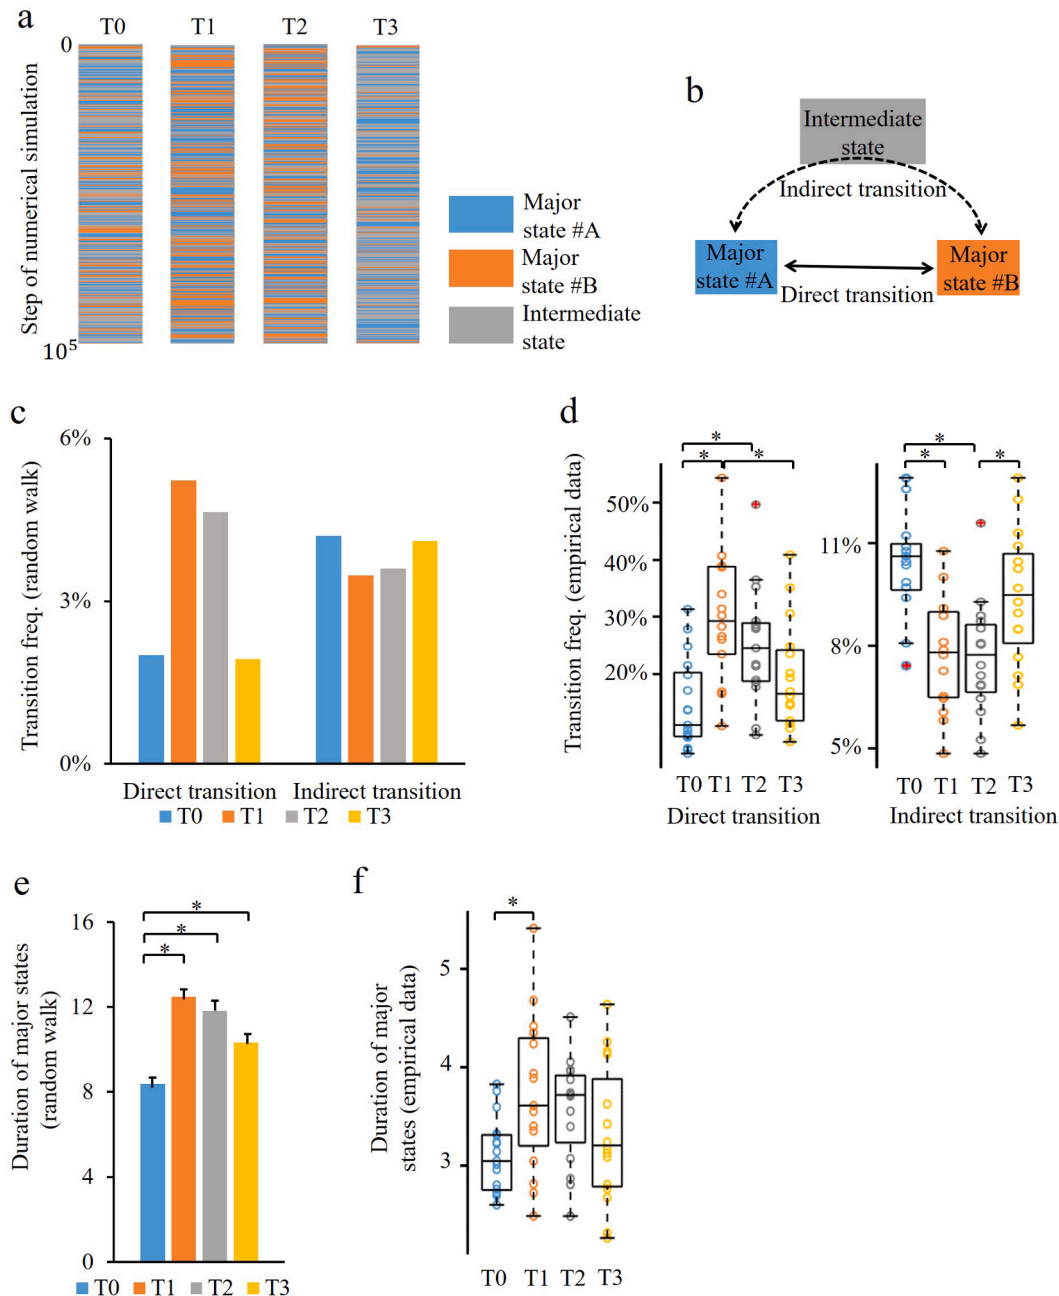 a
T0 T1 T2 T3
0
Step of numerical simulation
10^5
Major
state #A
Major
state #B
Intermediate
state
b
Intermediate
state
Indirect transition
Major
state #A
Major
state #B
Direct transition
c
Transition freq. (random walk)
6%
3%
0%
Direct transition Indirect transition
T0 T1 T2 T3
d
Transition freq. (empirical data)
* * *
50%
40%
30%
20%
T0 T1 T2 T3
Direct transition
* * *
11%
8%
5%
T0 T1 T2 T3
Indirect transition
e
Duration of major states
(random walk)
16
12
8
4
0
*
*
*
T0 T1 T2 T3
f
Duration of major
states (empirical data)
*
5
4
3
T0 T1 T2 T3